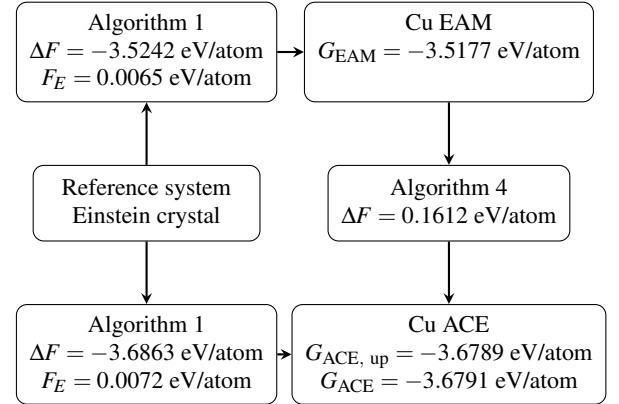 Algorithm 1
ΔF = −3.5242 eV/atom
F_E = 0.0065 eV/atom
Cu EAM
G_EAM = −3.5177 eV/atom
Reference system
Einstein crystal
Algorithm 4
ΔF = 0.1612 eV/atom
Algorithm 1
ΔF = −3.6863 eV/atom
F_E = 0.0072 eV/atom
Cu ACE
G_ACE, up = −3.6789 eV/atom
G_ACE = −3.6791 eV/atom